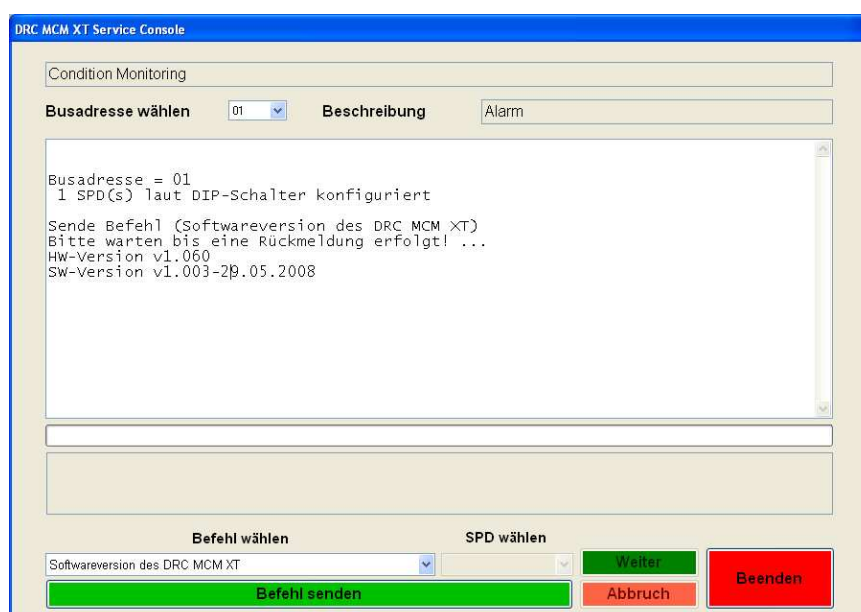 DRC MCM XT Service Console
Condition Monitoring
Busadresse wählen 01 Beschreibung Alarm
Busadresse = 01
1 SPD(s) laut DIP-Schalter konfiguriert
Sende Befehl (Softwareversion des DRC MCM XT)
Bitte warten bis eine Rückmeldung erfolgt! ...
HW-Version v1.060
SW-Version v1.003-29.05.2008
Befehl wählen SPD wählen
Softwareversion des DRC MCM XT Weiter
Befehl senden Abbruch Beenden